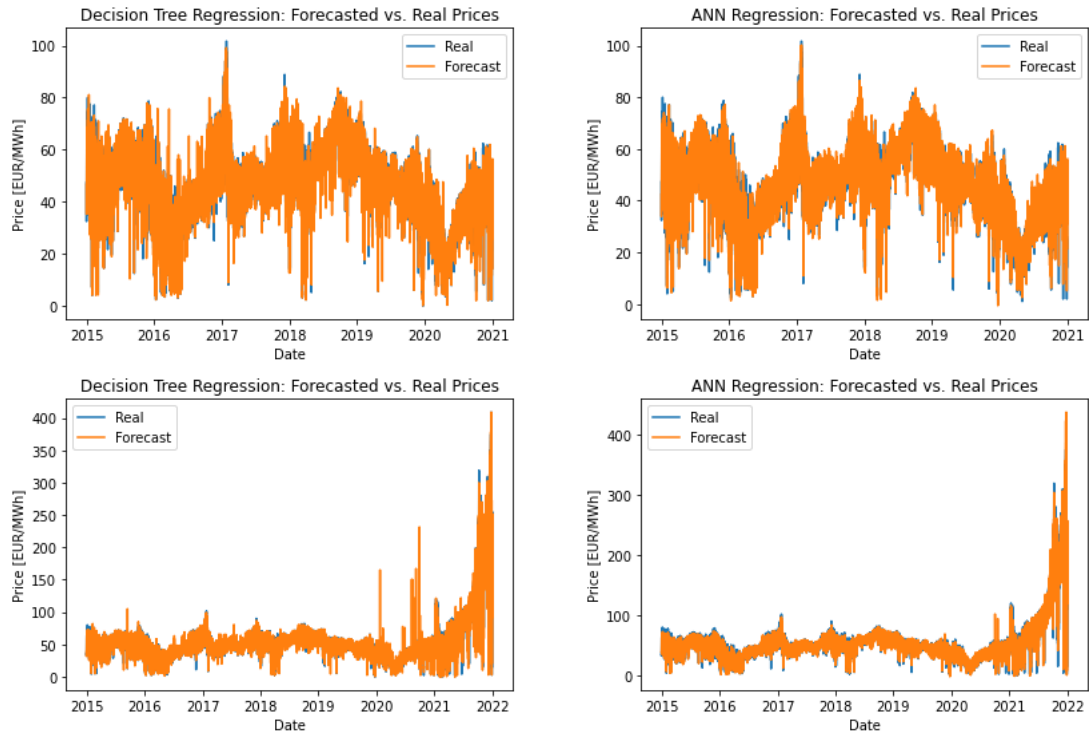 Decision Tree Regression: Forecasted vs. Real Prices
Price [EUR/MWh]
100
80
60
40
20
0
Real
Forecast
2015 2016 2017 2018 2019 2020 2021
Date
ANN Regression: Forecasted vs. Real Prices
Price [EUR/MWh]
100
80
60
40
20
0
Real
Forecast
2015 2016 2017 2018 2019 2020 2021
Date
Decision Tree Regression: Forecasted vs. Real Prices
Price [EUR/MWh]
400
350
300
250
200
150
100
50
0
Real
Forecast
2015 2016 2017 2018 2019 2020 2021 2022
Date
ANN Regression: Forecasted vs. Real Prices
Price [EUR/MWh]
400
300
200
100
0
Real
Forecast
2015 2016 2017 2018 2019 2020 2021 2022
Date